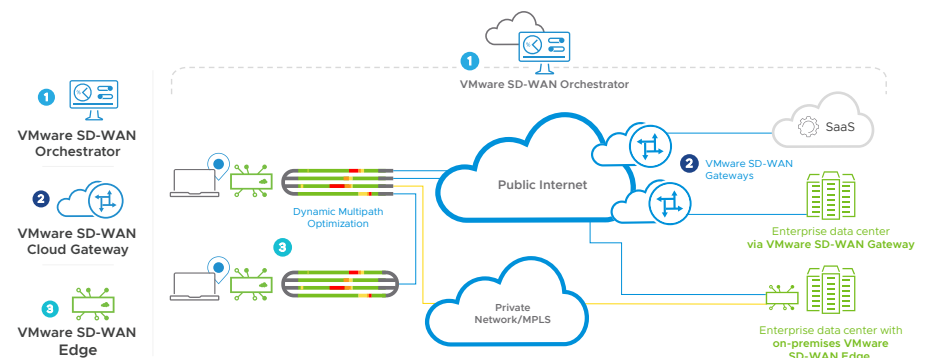 1
VMware SD-WAN
Orchestrator
2
VMware SD-WAN
Cloud Gateway
3
VMware SD-WAN
Edge
1
VMware SD-WAN Orchestrator
Dynamic Multipath
Optimization
3
Public Internet
Private
Network/MPLS
SaaS
2
VMware SD-WAN
Gateways
Enterprise data center
via VMware SD-WAN Gateway
Enterprise data center with
on-premises VMware
SD-WAN Edge